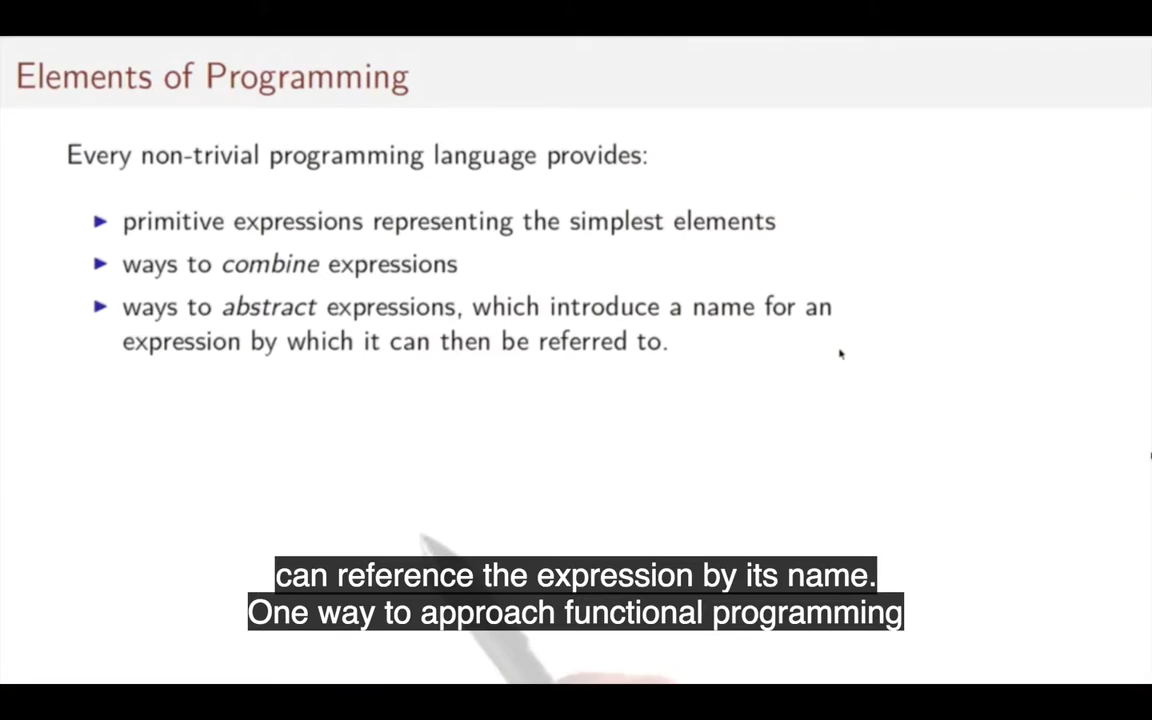 Elements of Programming
Every non-trivial programming language provides:
primitive expressions representing the simplest elements
ways to combine expressions
ways to abstract expressions, which introduce a name for an
expression by which it can then be referred to.
can reference the expression by its name.
One way to approach functional programming